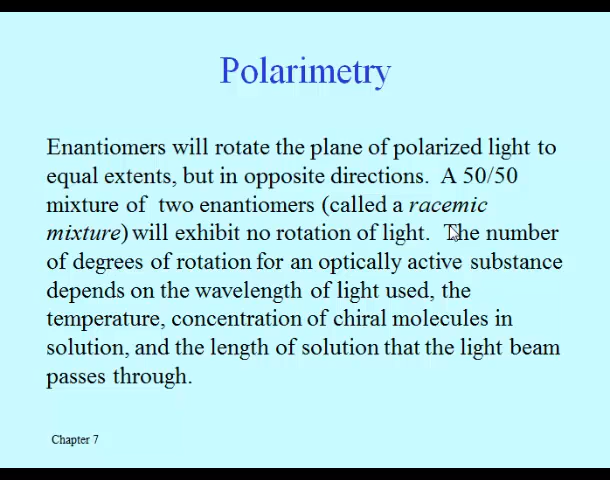 Polarimetry
Enantiomers will rotate the plane of polarized light to
equal extents, but in opposite directions.  A 50/50
mixture of  two enantiomers (called a racemic
mixture) will exhibit no rotation of light.  The number
of degrees of rotation for an optically active substance
depends on the wavelength of light used, the
temperature, concentration of chiral molecules in
solution, and the length of solution that the light beam
passes through.
Chapter 7